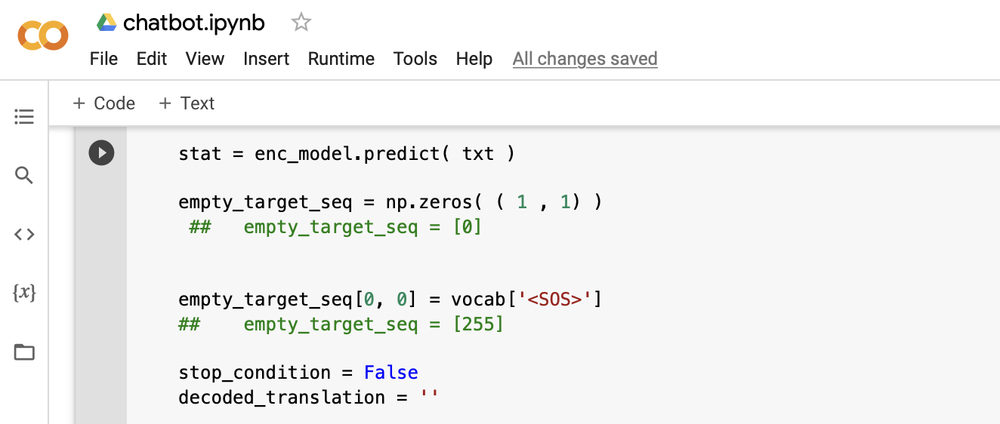 chatbot.ipynb
File Edit View Insert Runtime Tools Help All changes saved
+ Code + Text
{x}
stat = enc_model.predict( txt )
empty_target_seq = np.zeros( ( 1 , 1) )
##   empty_target_seq = [0]
empty_target_seq[0, 0] = vocab['<SOS>']
##    empty_target_seq = [255]
stop_condition = False
decoded_translation = ''